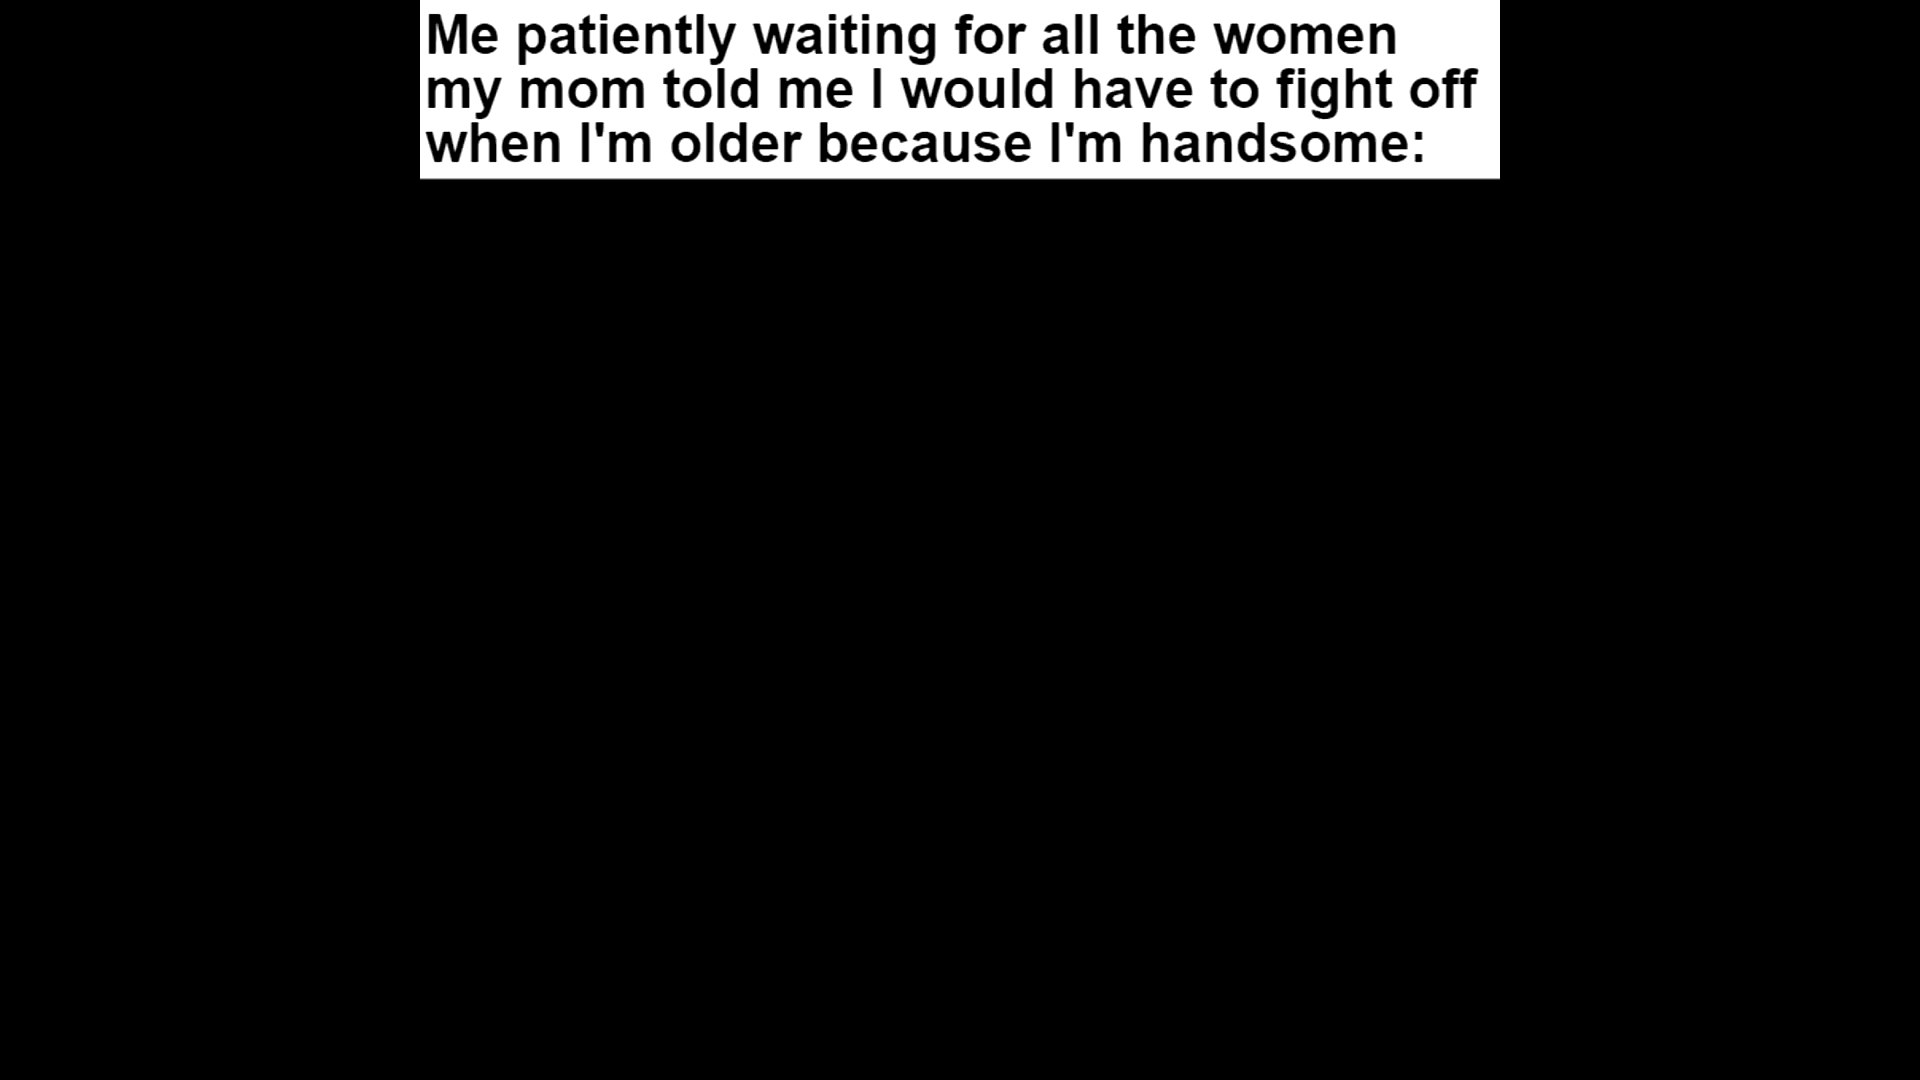 Me patiently waiting for all the women
my mom told me I would have to fight off
when I'm older because I'm handsome: